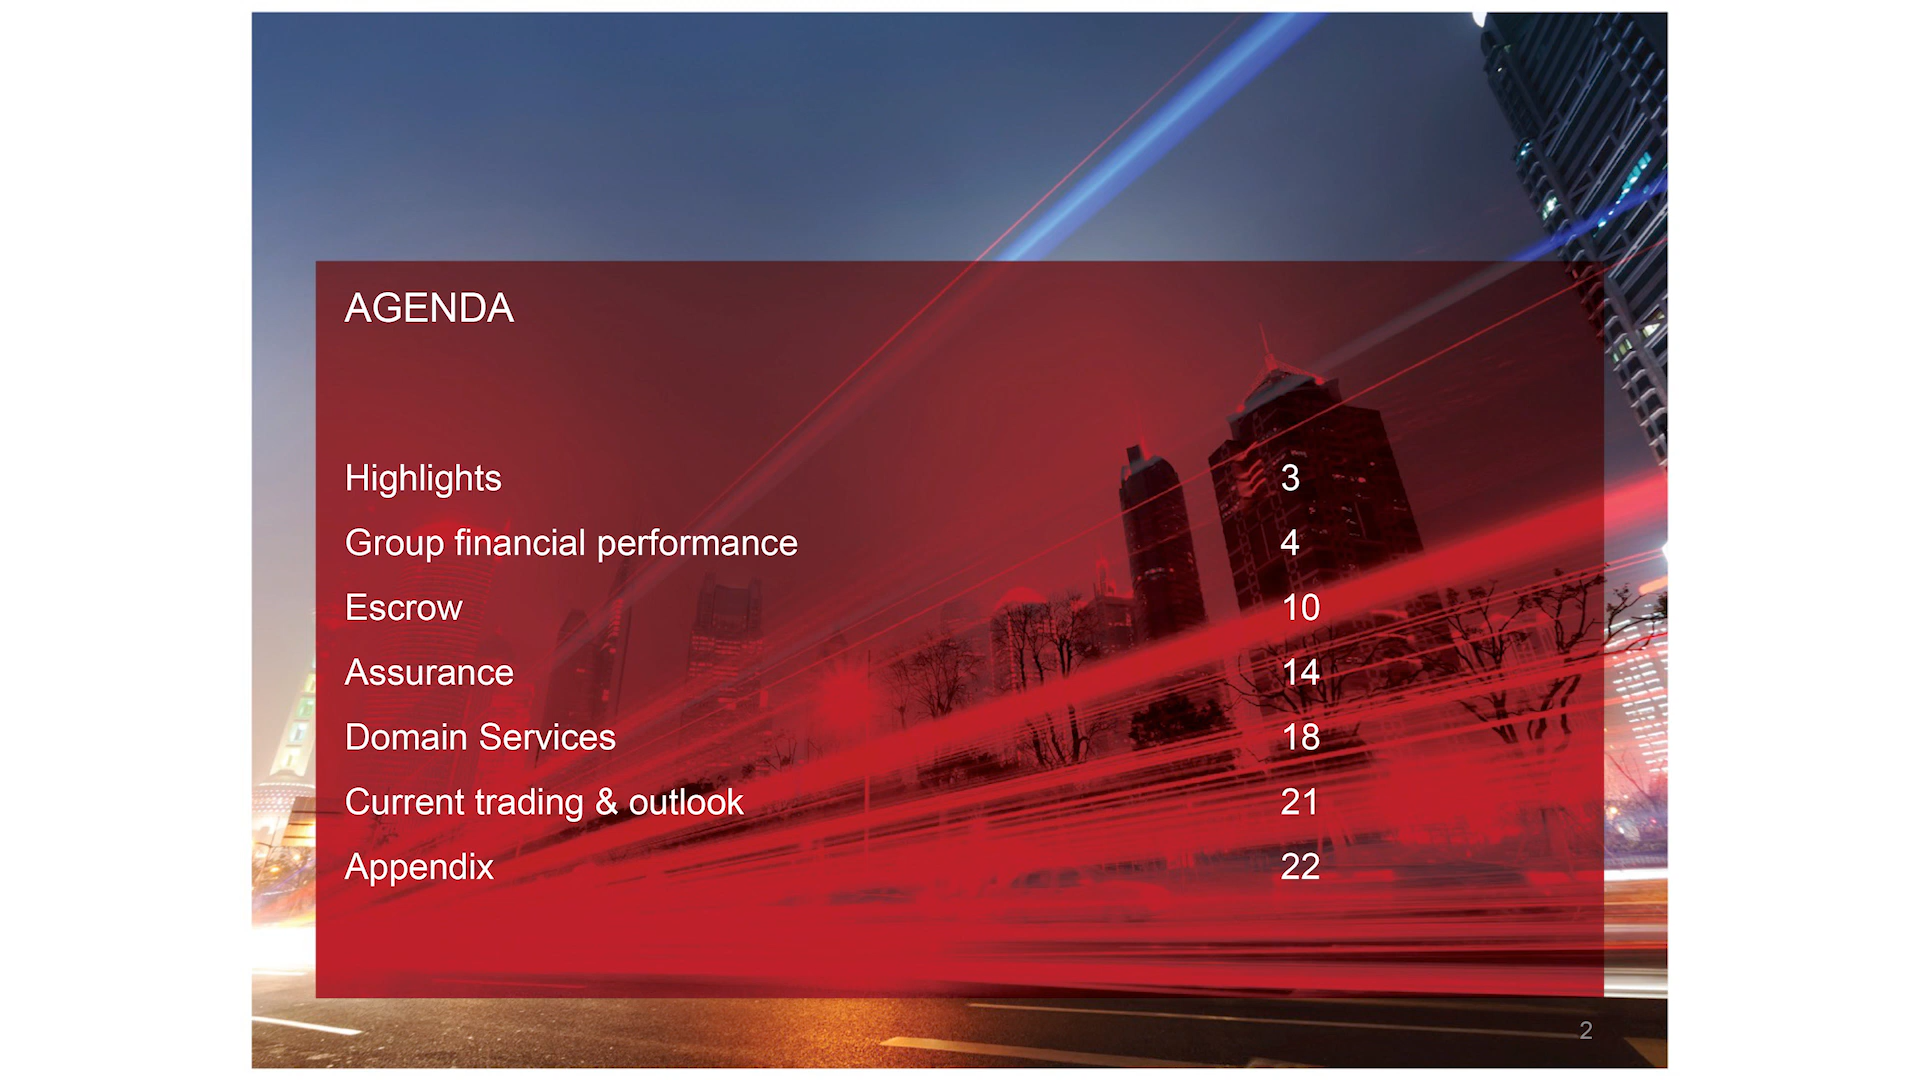 AGENDA
Highlights 3
Group financial performance 4
Escrow 10
Assurance 14
Domain Services 18
Current trading & outlook 21
Appendix 22
2